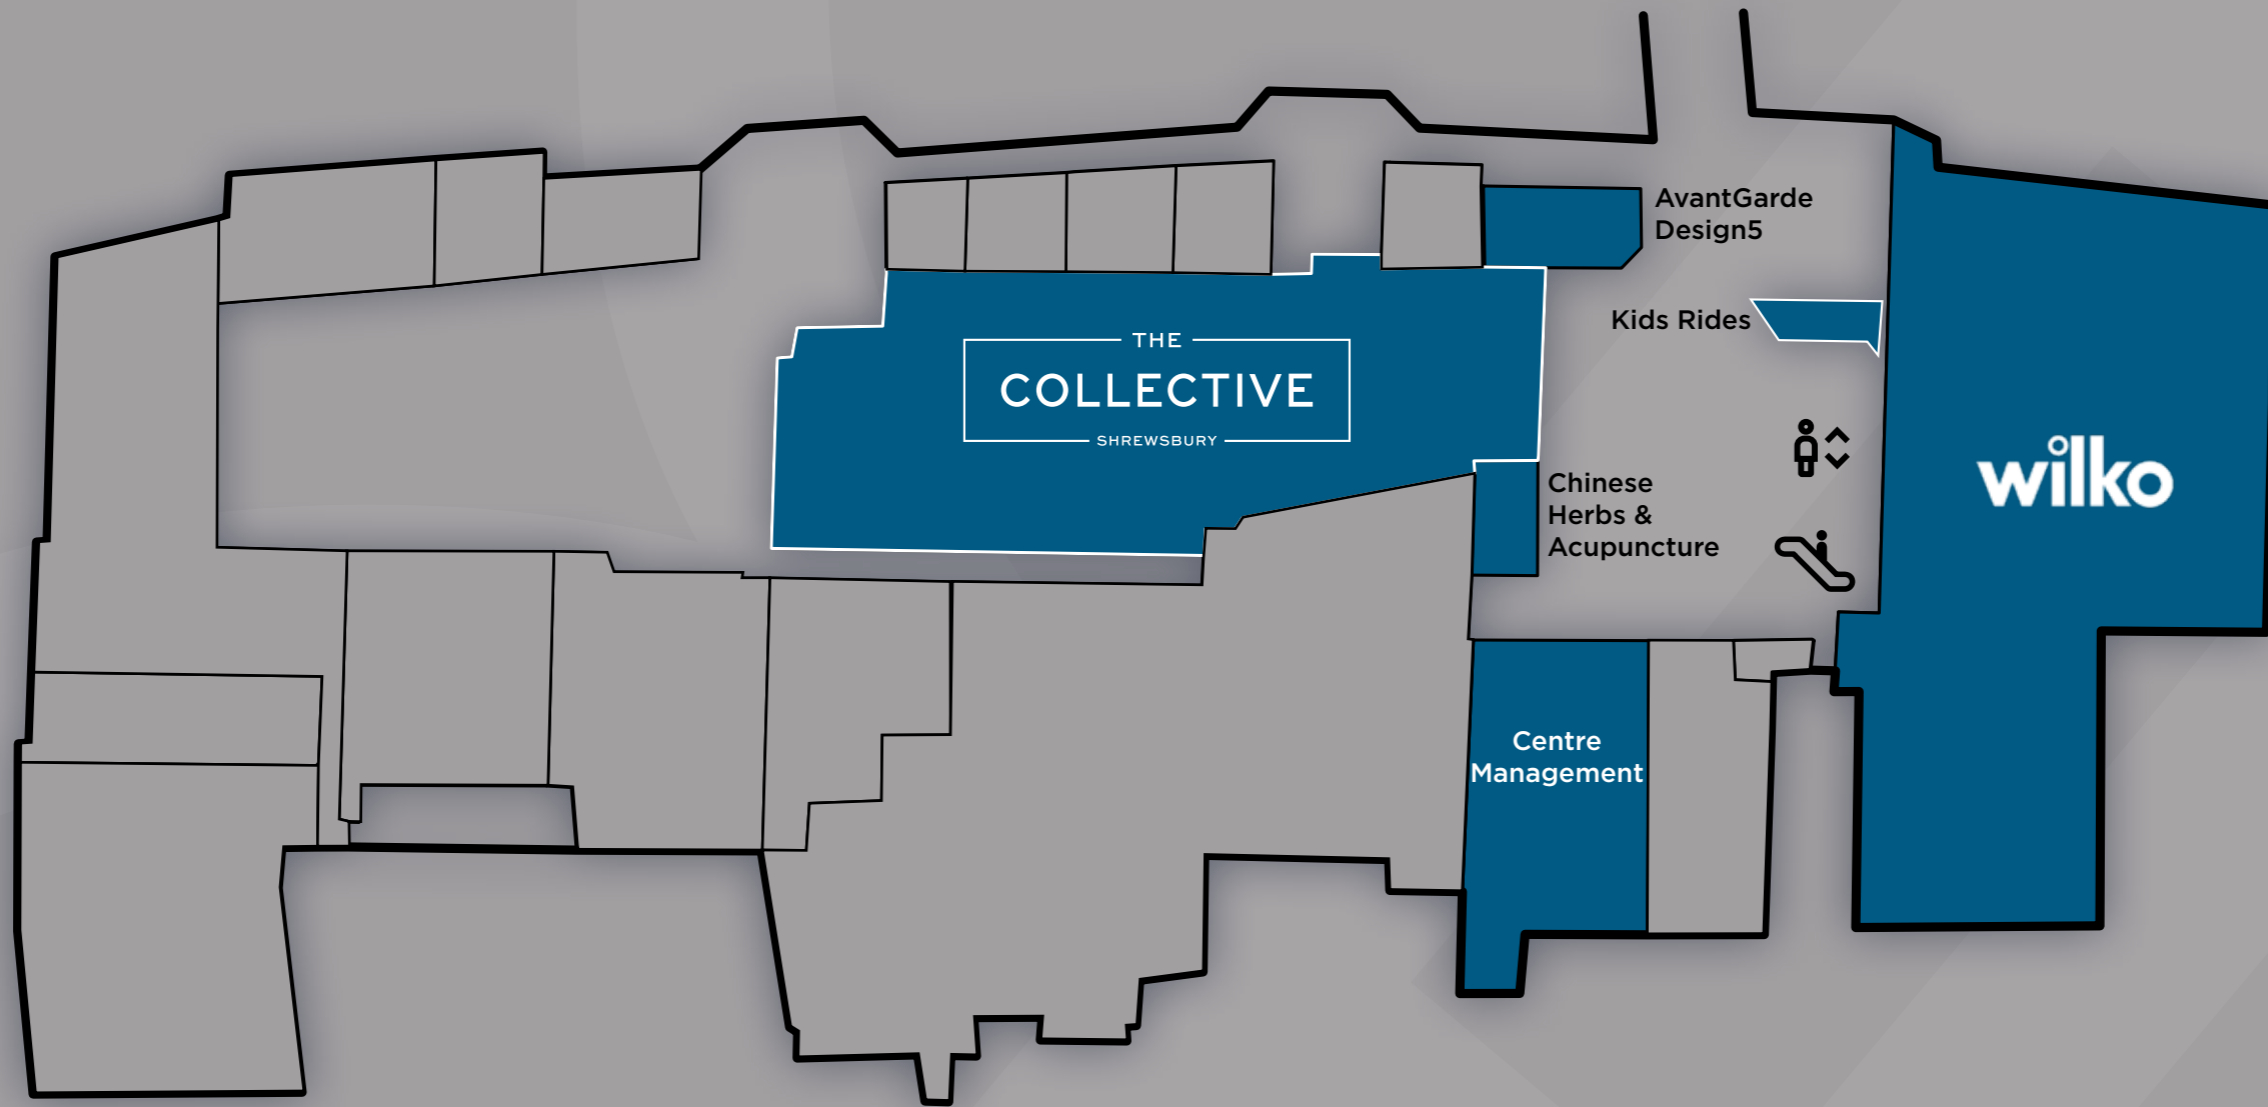 AvantGarde
Design5
Kids Rides
THE
COLLECTIVE
SHREWSBURY
wilko
Chinese
Herbs &
Acupuncture
Centre
Management